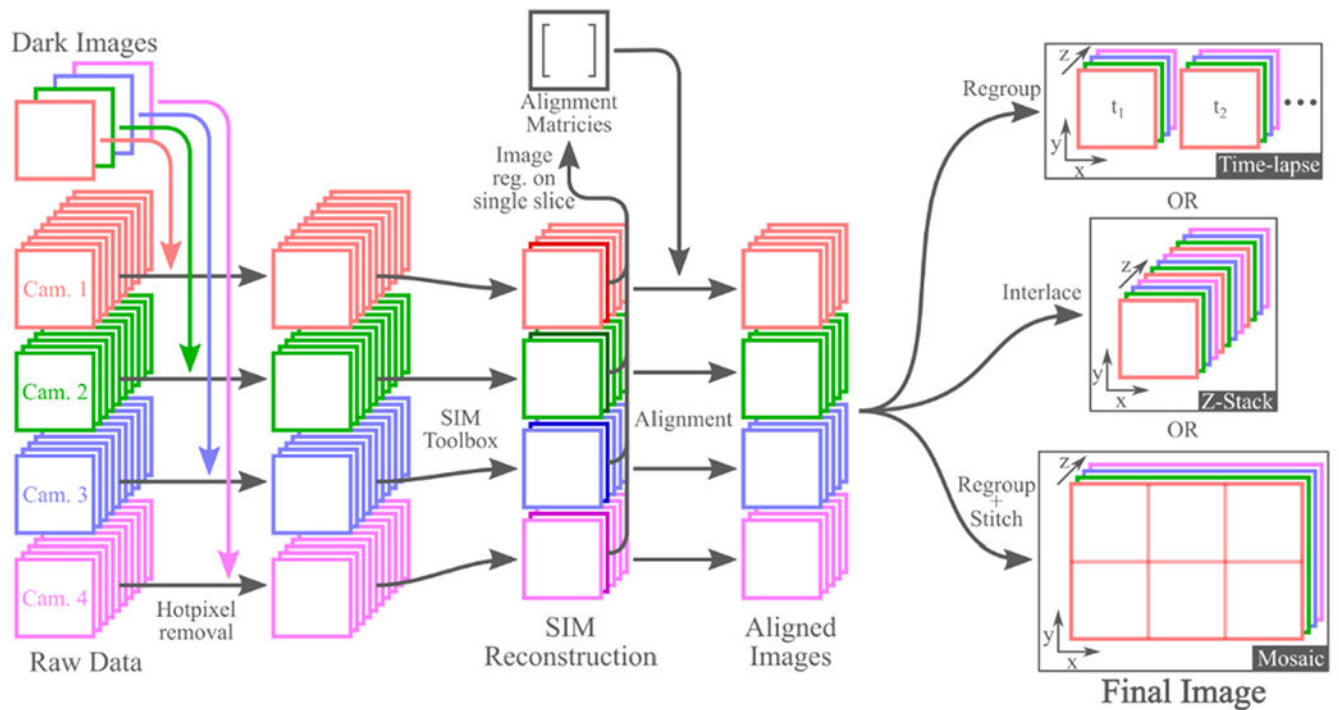 Dark Images
Cam. 1
Cam. 2
Cam. 3
Cam. 4
Raw Data
Hotpixel
removal
SIM
Toolbox
[ ]
Alignment
Matricies
Image
reg. on
single slice
SIM
Reconstruction
Alignment
Aligned
Images
Regroup
z
t1
t2
...
y
x
Time-lapse
OR
Interlace
z
y
x
Z-Stack
OR
Regroup
+
Stitch
z
y
x
Mosaic
Final Image